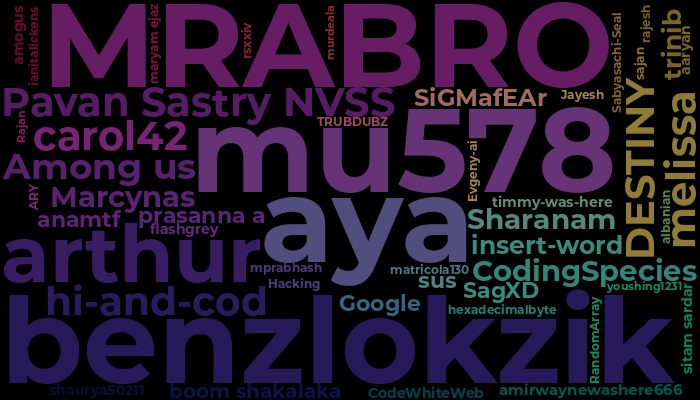 MRABRO
amogus
ianitalickens
maryam ejaz
rsxxiv
murdeala
Sabyasachi-Seal
sajan
rajesh
trinib
aaryan
Pavan Sastry NVSS
SiGMafEAr
Jayesh
TRUBDUBZ
Rajan
carol42
mu578
DESTINY
melissa
Among us
Evgeny-ai
ARY
Marcynas
aya
timmy-was-here
albanian
anamtf
prasanna a
Sharanam
flashgrey
arthur
insert-word
mprabhash
matricola130
CodingSpecies
Hacking
sus
SagXD
youshing1231
hi-and-cod
Google
hexadecimalbyte
benzlokzik
RandomArray
sitam sardar
shaurya50211
boom shakalaka
CodeWhiteWeb
amirwaynewashere666